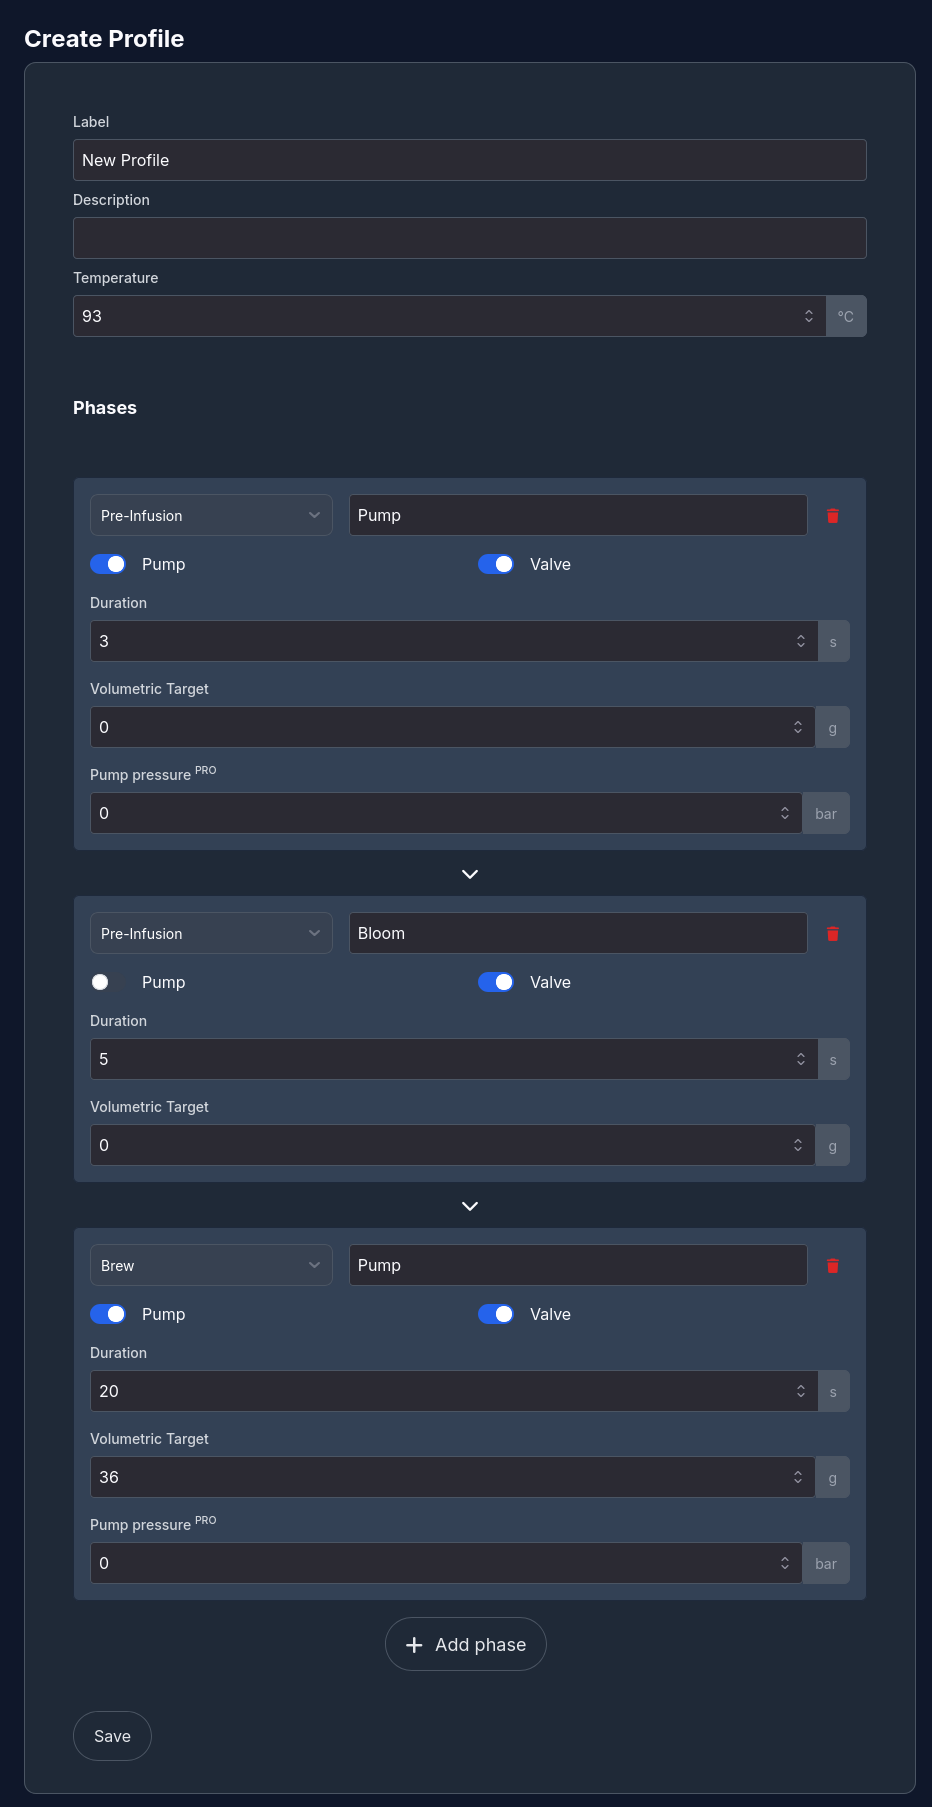 Create Profile
Label
New Profile
Description
Temperature
93 °C
Phases
Pre-Infusion Pump
Pump Valve
Duration
3 s
Volumetric Target
0 g
Pump pressure PRO
0 bar
Pre-Infusion Bloom
Pump Valve
Duration
5 s
Volumetric Target
0 g
Brew Pump
Pump Valve
Duration
20 s
Volumetric Target
36 g
Pump pressure PRO
0 bar
+ Add phase
Save